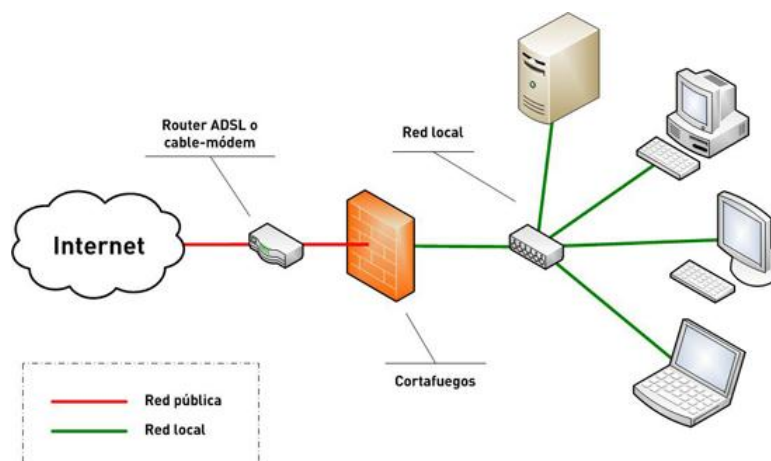 Router ADSL o
cable-módem
Red local
Internet
Cortafuegos
Red pública
Red local